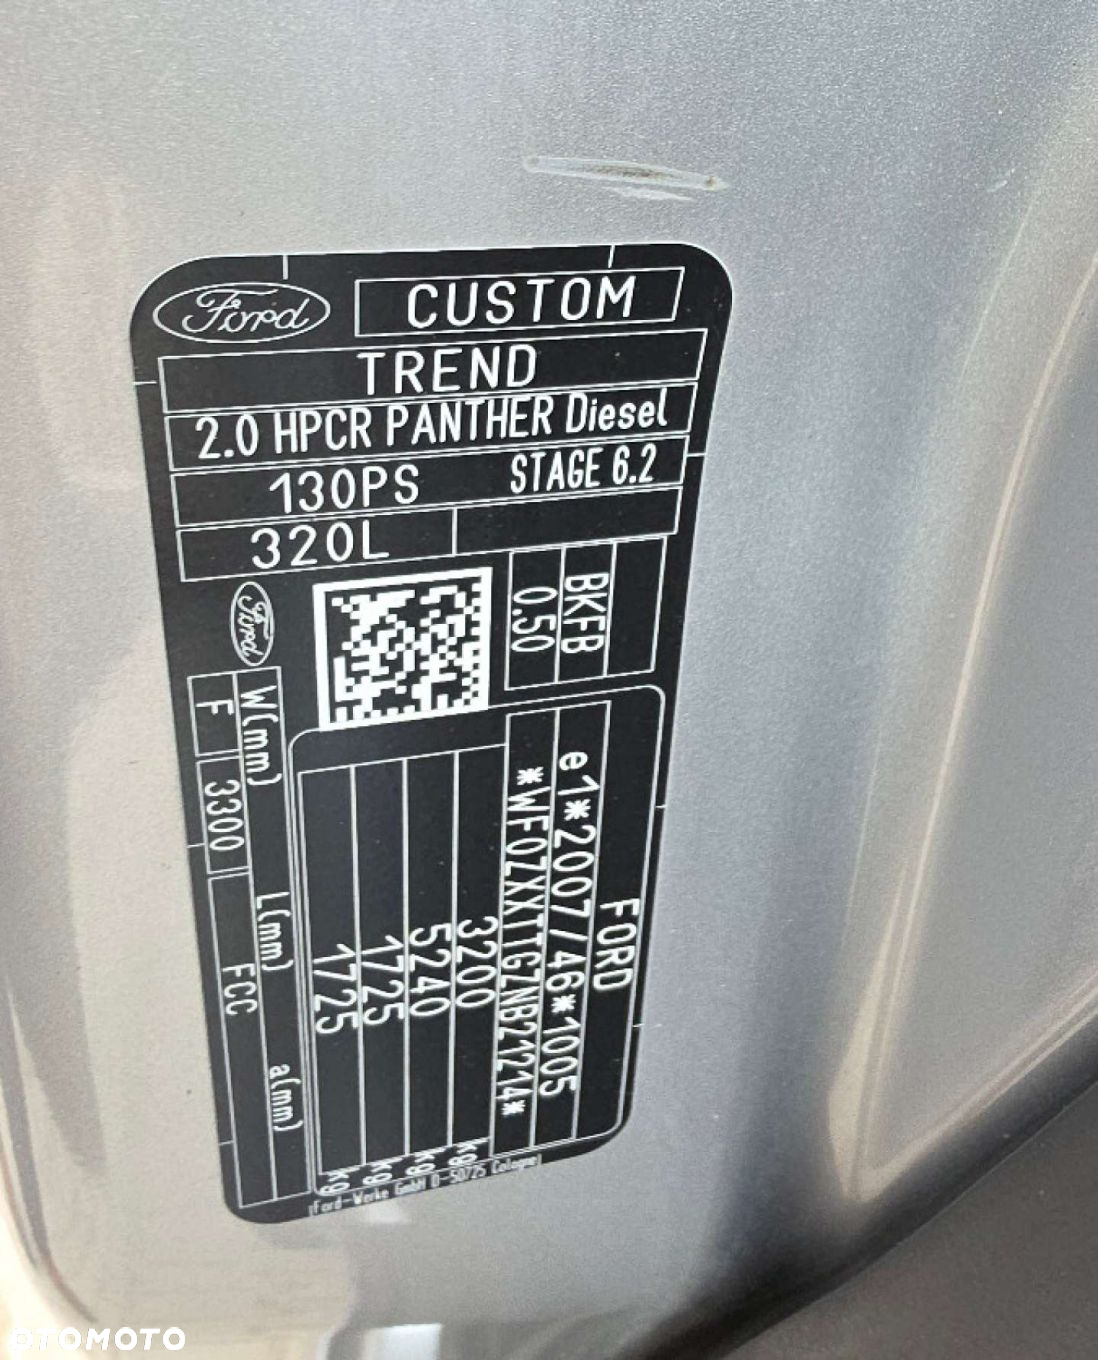 Ford CUSTOM
TREND
2.0 HPCR PANTHER Diesel
130PS STAGE 6.2
320L
BKFB
0.50
Ford
FORD
e1*2007/46*1005
*WF0ZXXTTGZNB21214*
3200 kg
5240 kg
1725 kg
1725 kg
W(mm) L(mm) a(mm)
F 3300 FCC
Ford-Werke GmbH D-50725 Cologne
OTOMOTO